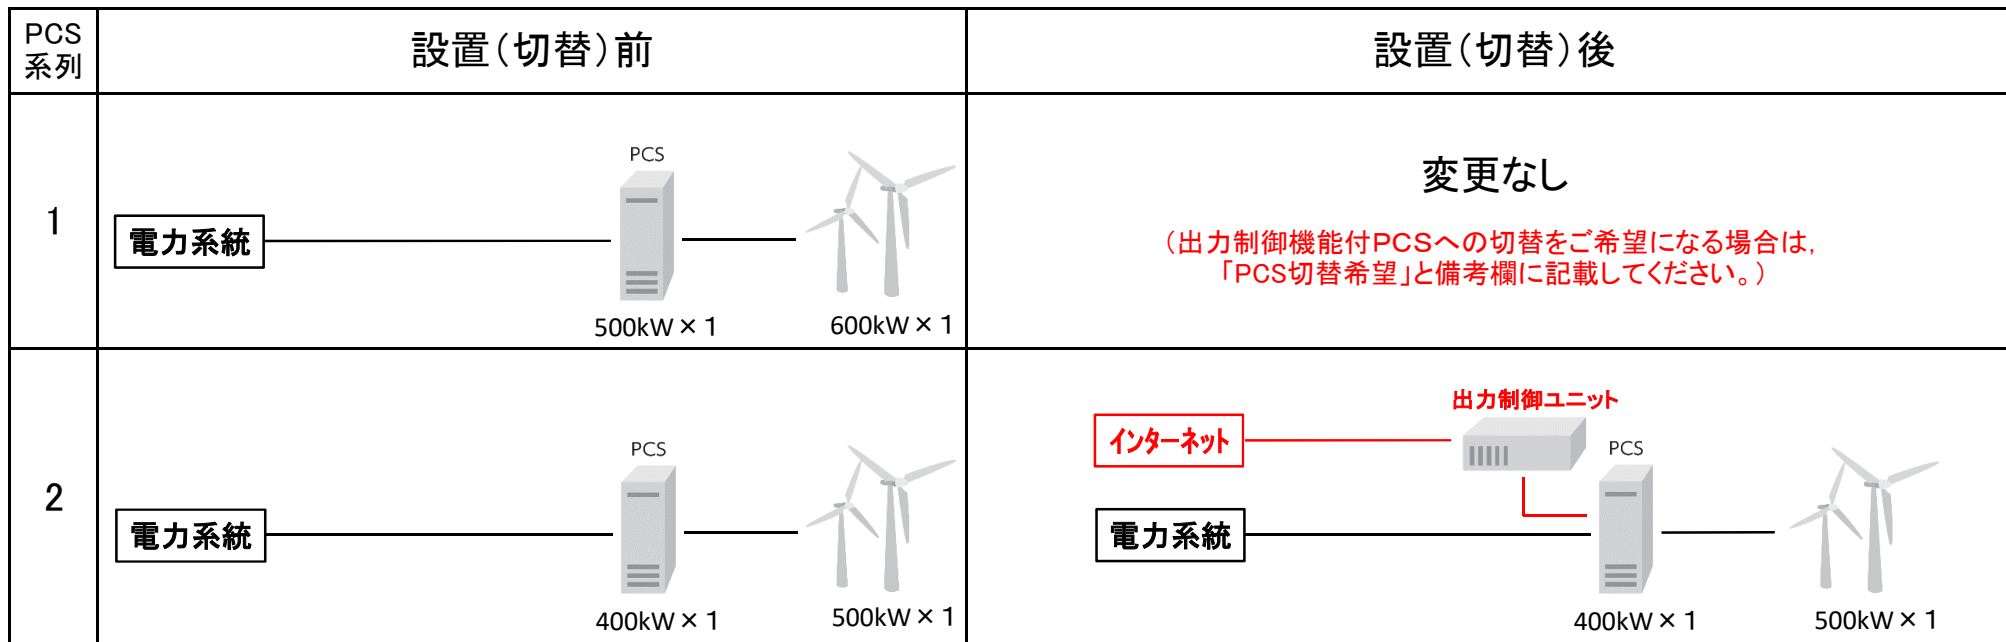 PCS
系列
設置（切替）前
設置（切替）後
1
PCS
電力系統
500kW×1
600kW×1
変更なし
（出力制御機能付PCSへの切替をご希望になる場合は，
「PCS切替希望」と備考欄に記載してください。）
2
PCS
電力系統
400kW×1
500kW×1
出力制御ユニット
インターネット
PCS
電力系統
400kW×1
500kW×1